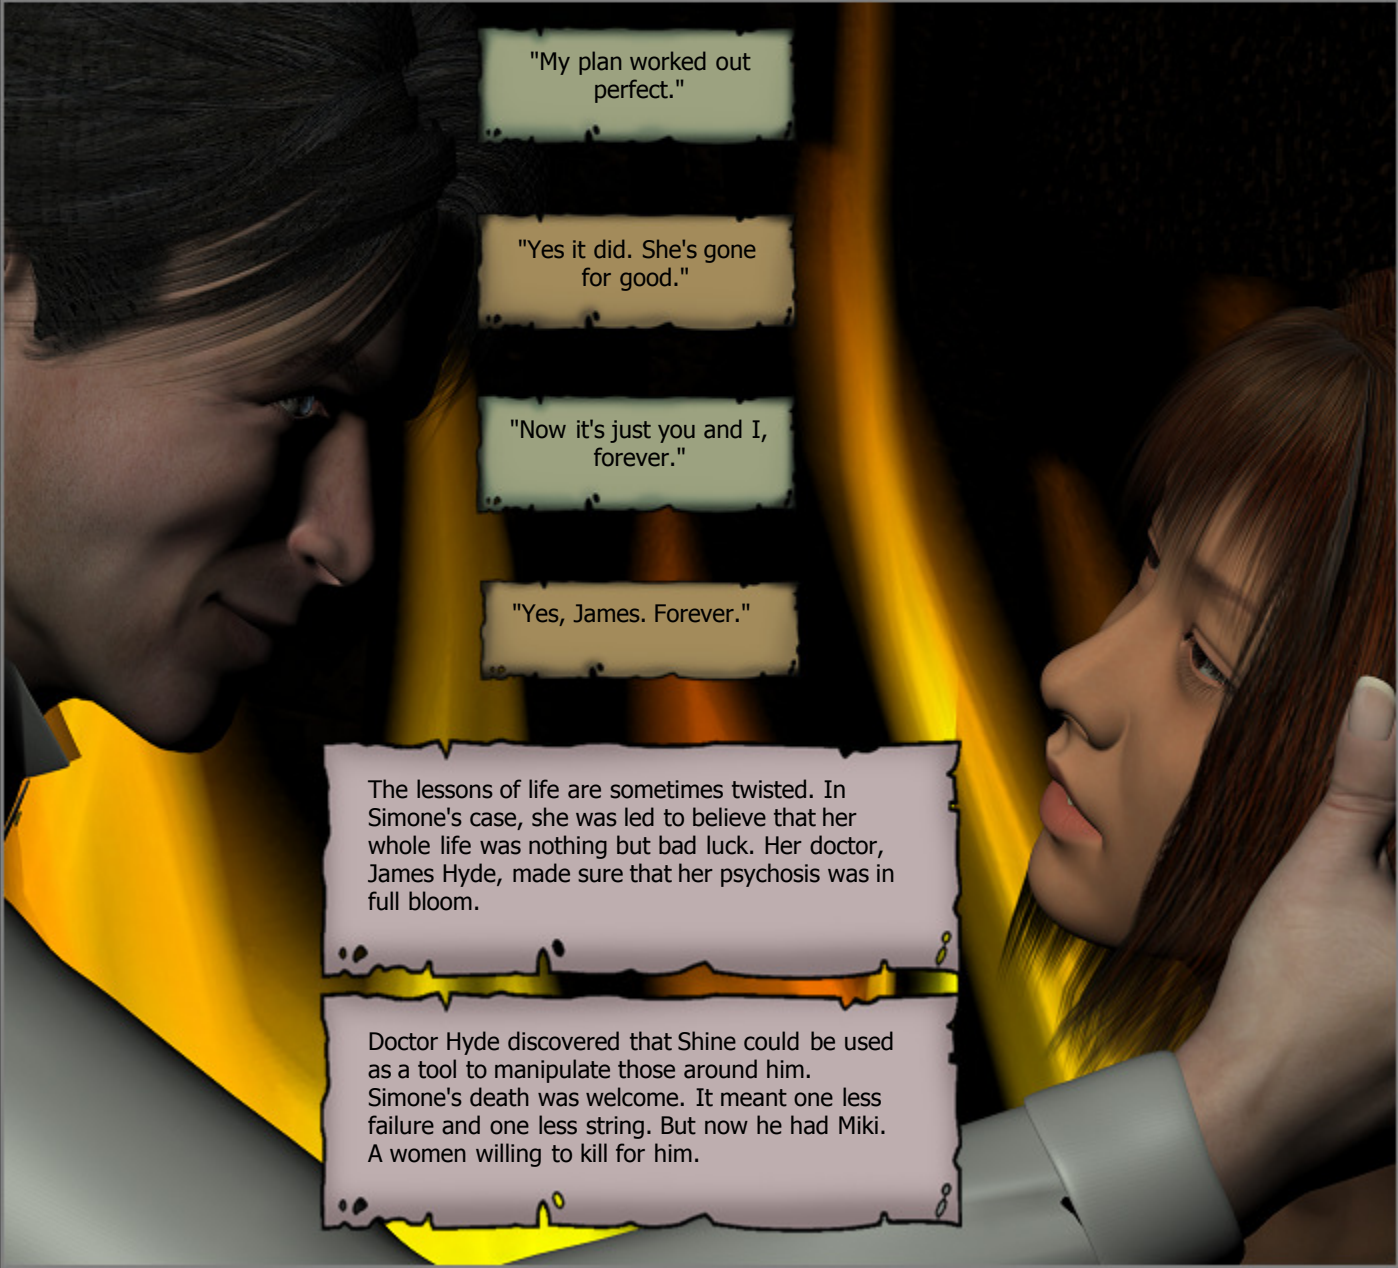 "My plan worked out
perfect."
"Yes it did. She's gone
for good."
"Now it's just you and I,
forever."
"Yes, James. Forever."
The lessons of life are sometimes twisted. In
Simone's case, she was led to believe that her
whole life was nothing but bad luck. Her doctor,
James Hyde, made sure that her psychosis was in
full bloom.
Doctor Hyde discovered that Shine could be used
as a tool to manipulate those around him.
Simone's death was welcome. It meant one less
failure and one less string. But now he had Miki.
A women willing to kill for him.